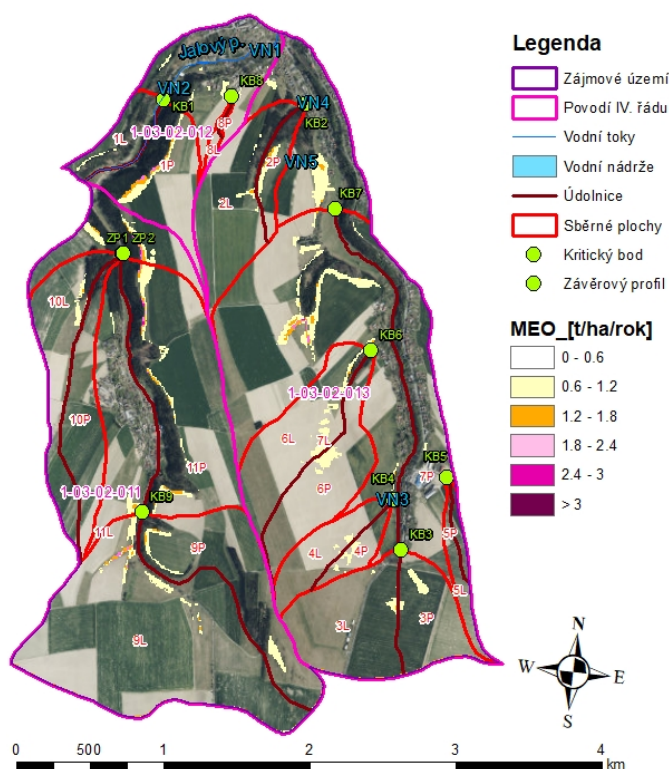 Jalový p.
VN1
VN2
KB8
KB1
VN4
KB2
8P
1L
1-03-02-012
8L
1P
2P
VN5
2L
KB7
ZP1 ZP2
10L
KB6
1-03-02-013
10P
6L
7L
11P
KB5
KB4
7P
6P
VN3
1-03-02-011
KB9
11L
9P
4L
4P
KB3
5P
5L
3P
3L
9L
Legenda
Zájmové území
Povodí IV. řádu
Vodní toky
Vodní nádrže
Údolnice
Sběrné plochy
Kritický bod
Závěrový profil
MEO_[t/ha/rok]
0 - 0.6
0.6 - 1.2
1.2 - 1.8
1.8 - 2.4
2.4 - 3
> 3
N
W E
S
0 500 1 2 3 4
km